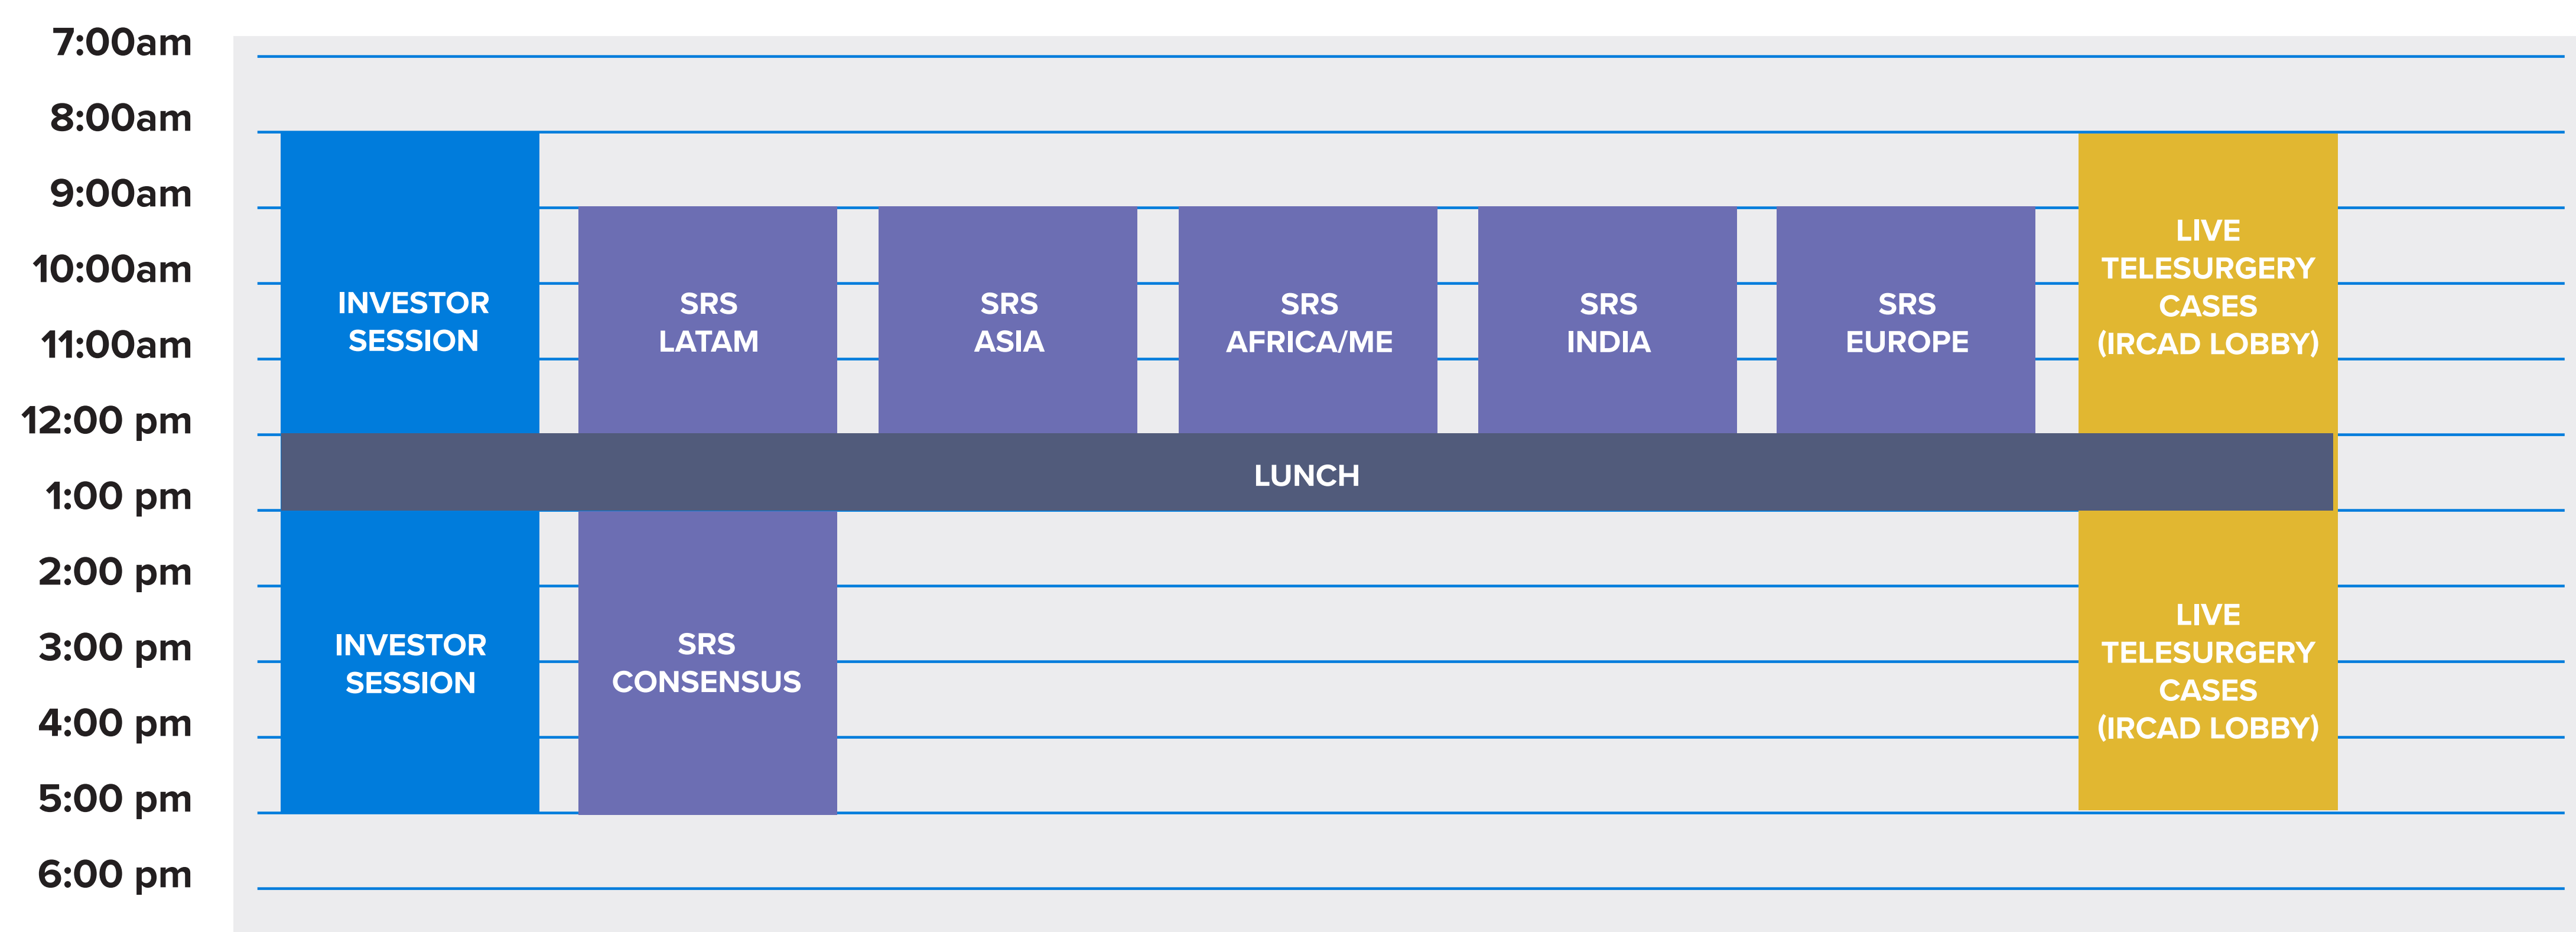 7:00am
8:00am
9:00am
10:00am
11:00am
12:00 pm
1:00 pm
2:00 pm
3:00 pm
4:00 pm
5:00 pm
6:00 pm
INVESTOR
SESSION
SRS
LATAM
SRS
ASIA
SRS
AFRICA/ME
SRS
INDIA
SRS
EUROPE
LIVE
TELESURGERY
CASES
(IRCAD LOBBY)
LUNCH
INVESTOR
SESSION
SRS
CONSENSUS
LIVE
TELESURGERY
CASES
(IRCAD LOBBY)